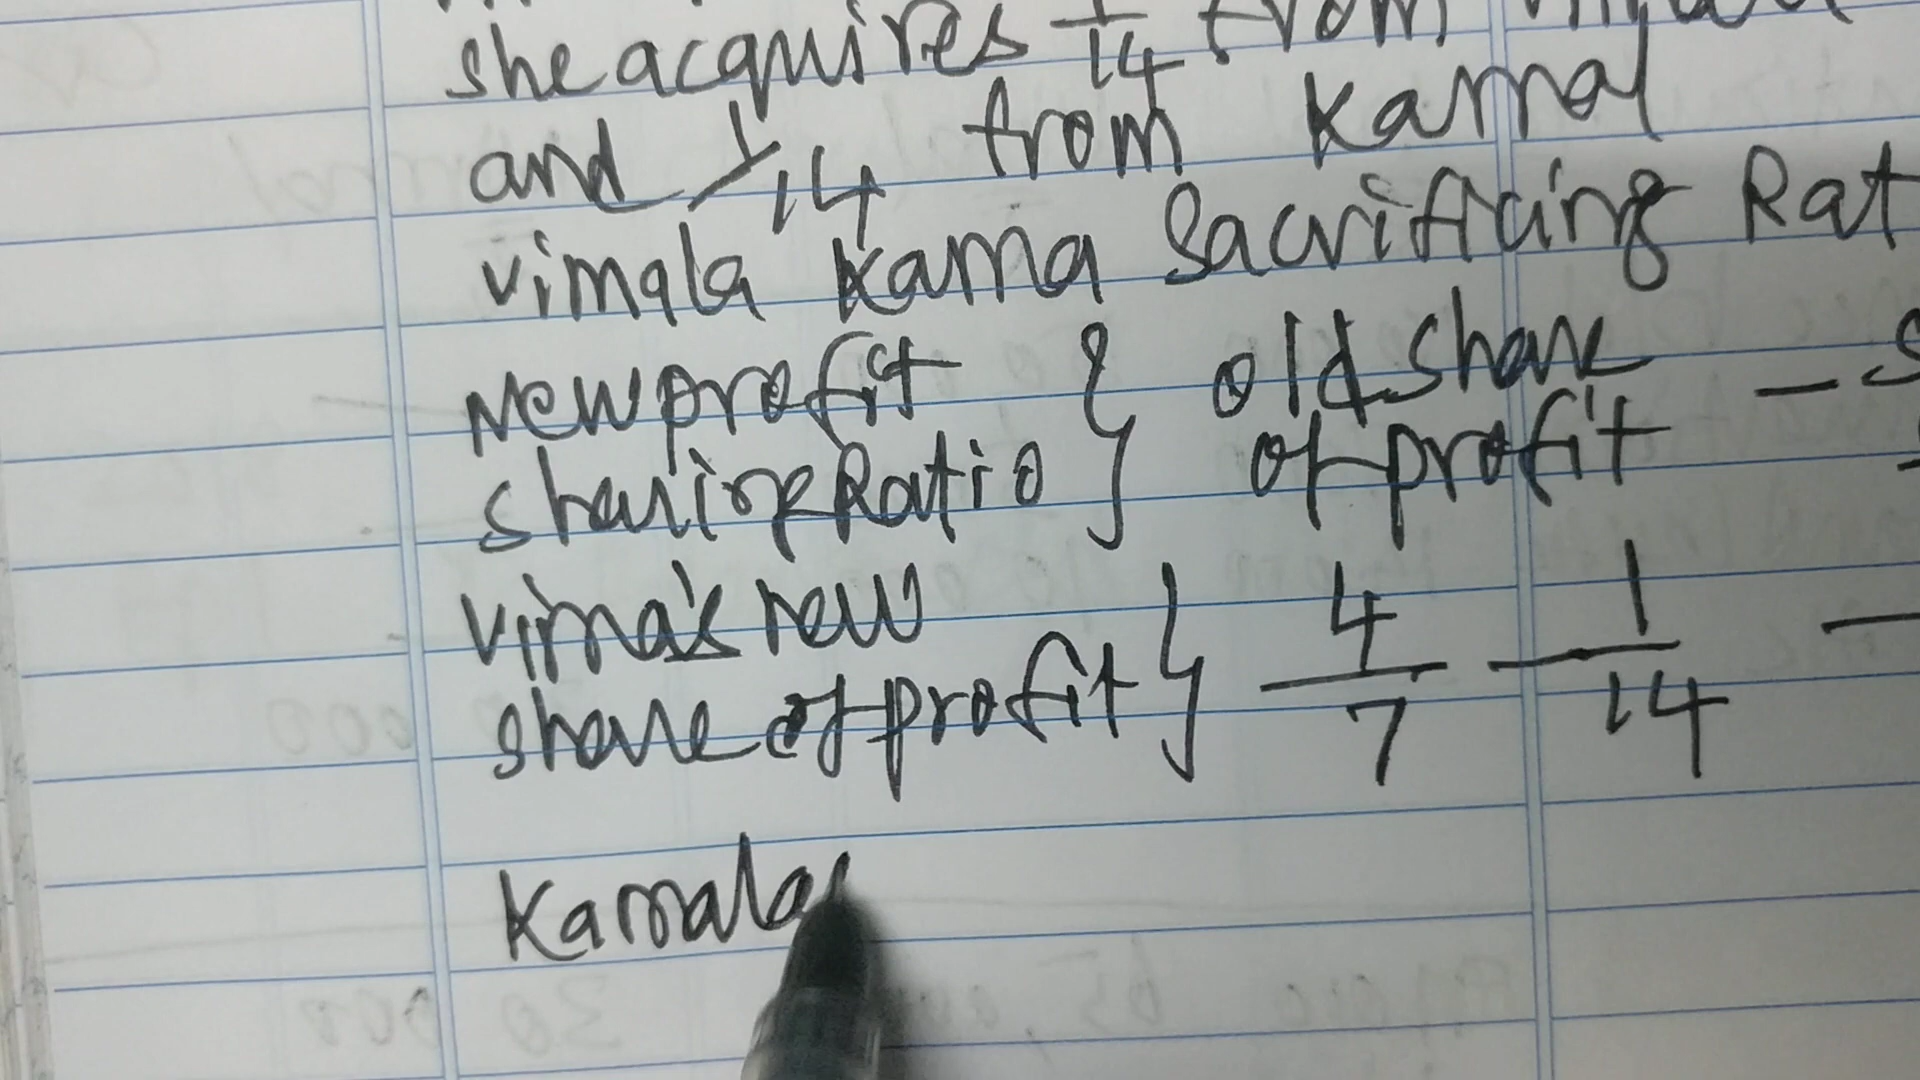 she acquires 1/14 from
and 1/14 from Kamal
vimala Kama Sacrificing Rat
New profit } old share -
sharing Ratio } of profit
Vima's new } 4/7 - 1/14 -
share of profit }
Kamala